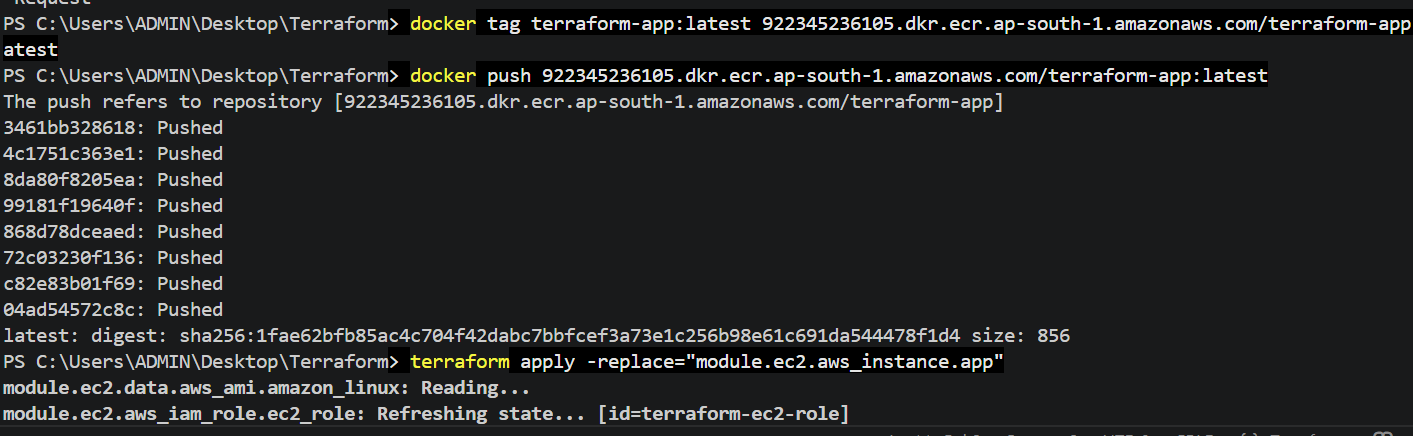 Request
PS C:\Users\ADMIN\Desktop\Terraform> docker tag terraform-app:latest 922345236105.dkr.ecr.ap-south-1.amazonaws.com/terraform-app
atest
PS C:\Users\ADMIN\Desktop\Terraform> docker push 922345236105.dkr.ecr.ap-south-1.amazonaws.com/terraform-app:latest
The push refers to repository [922345236105.dkr.ecr.ap-south-1.amazonaws.com/terraform-app]
3461bb328618: Pushed
4c1751c363e1: Pushed
8da80f8205ea: Pushed
99181f19640f: Pushed
868d78dceaed: Pushed
72c03230f136: Pushed
c82e83b01f69: Pushed
04ad54572c8c: Pushed
latest: digest: sha256:1fae62bfb85ac4c704f42dabc7bbfcef3a73e1c256b98e61c691da544478f1d4 size: 856
PS C:\Users\ADMIN\Desktop\Terraform> terraform apply -replace="module.ec2.aws_instance.app"
module.ec2.data.aws_ami.amazon_linux: Reading...
module.ec2.aws_iam_role.ec2_role: Refreshing state... [id=terraform-ec2-role]